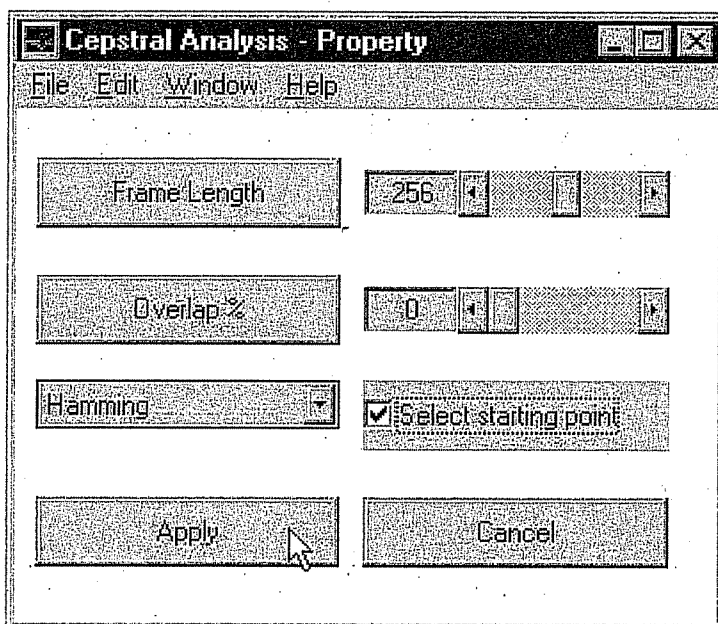 Cepstral Analysis - Property
File Edit Window Help
Frame Length 256
Overlap % 0
Hamming Select starting point
Apply Cancel